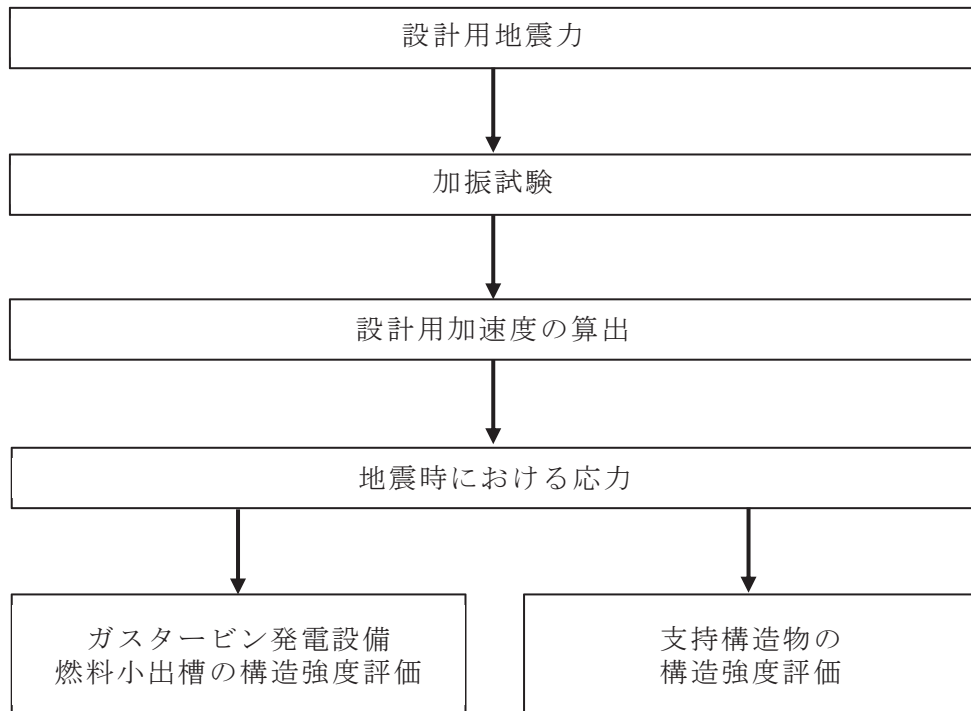 設計用地震力
加振試験
設計用加速度の算出
地震時における応力
ガスタービン発電設備
燃料小出槽の構造強度評価
支持構造物の
構造強度評価